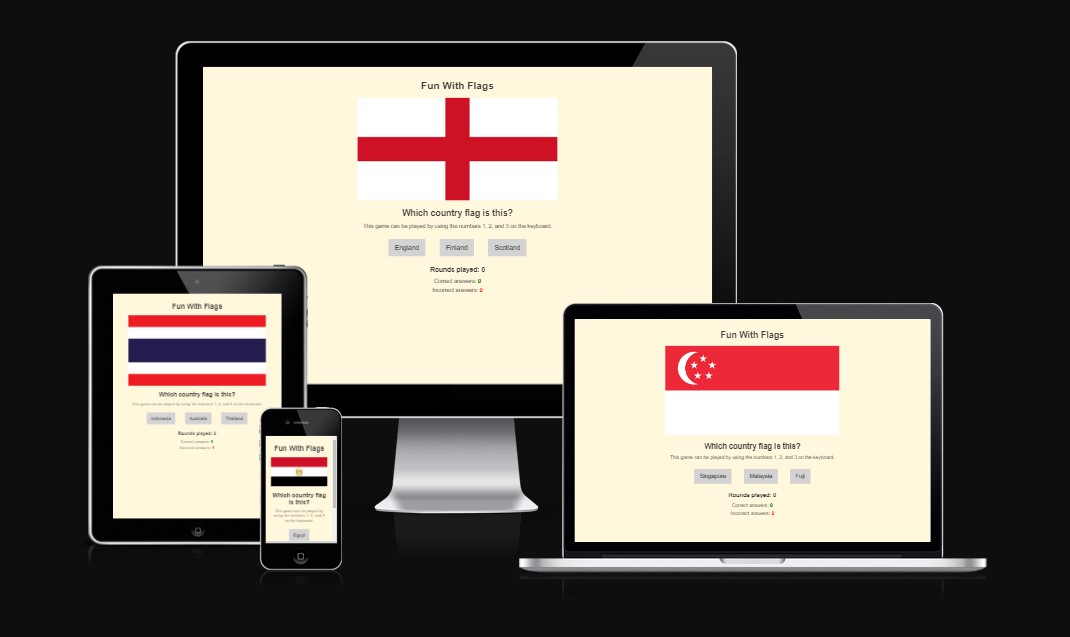 Fun With Flags
Which country flag is this?
This game can be played by using the numbers 1, 2, and 3 on the keyboard.
England Finland Scotland
Rounds played: 0
Correct answers: 0
Incorrect answers: 0
Fun With Flags
Which country flag is this?
This game can be played by using the numbers 1, 2, and 3 on the keyboard.
Indonesia Australia Thailand
Rounds played: 0
Correct answers: 0
Incorrect answers: 0
Fun With Flags
Which country flag
is this?
This game can be played by
using the numbers 1, 2, and 3
on the keyboard.
Egypt
Fun With Flags
Which country flag is this?
This game can be played by using the numbers 1, 2, and 3 on the keyboard.
Singapore Malaysia Fuji
Rounds played: 0
Correct answers: 0
Incorrect answers: 0